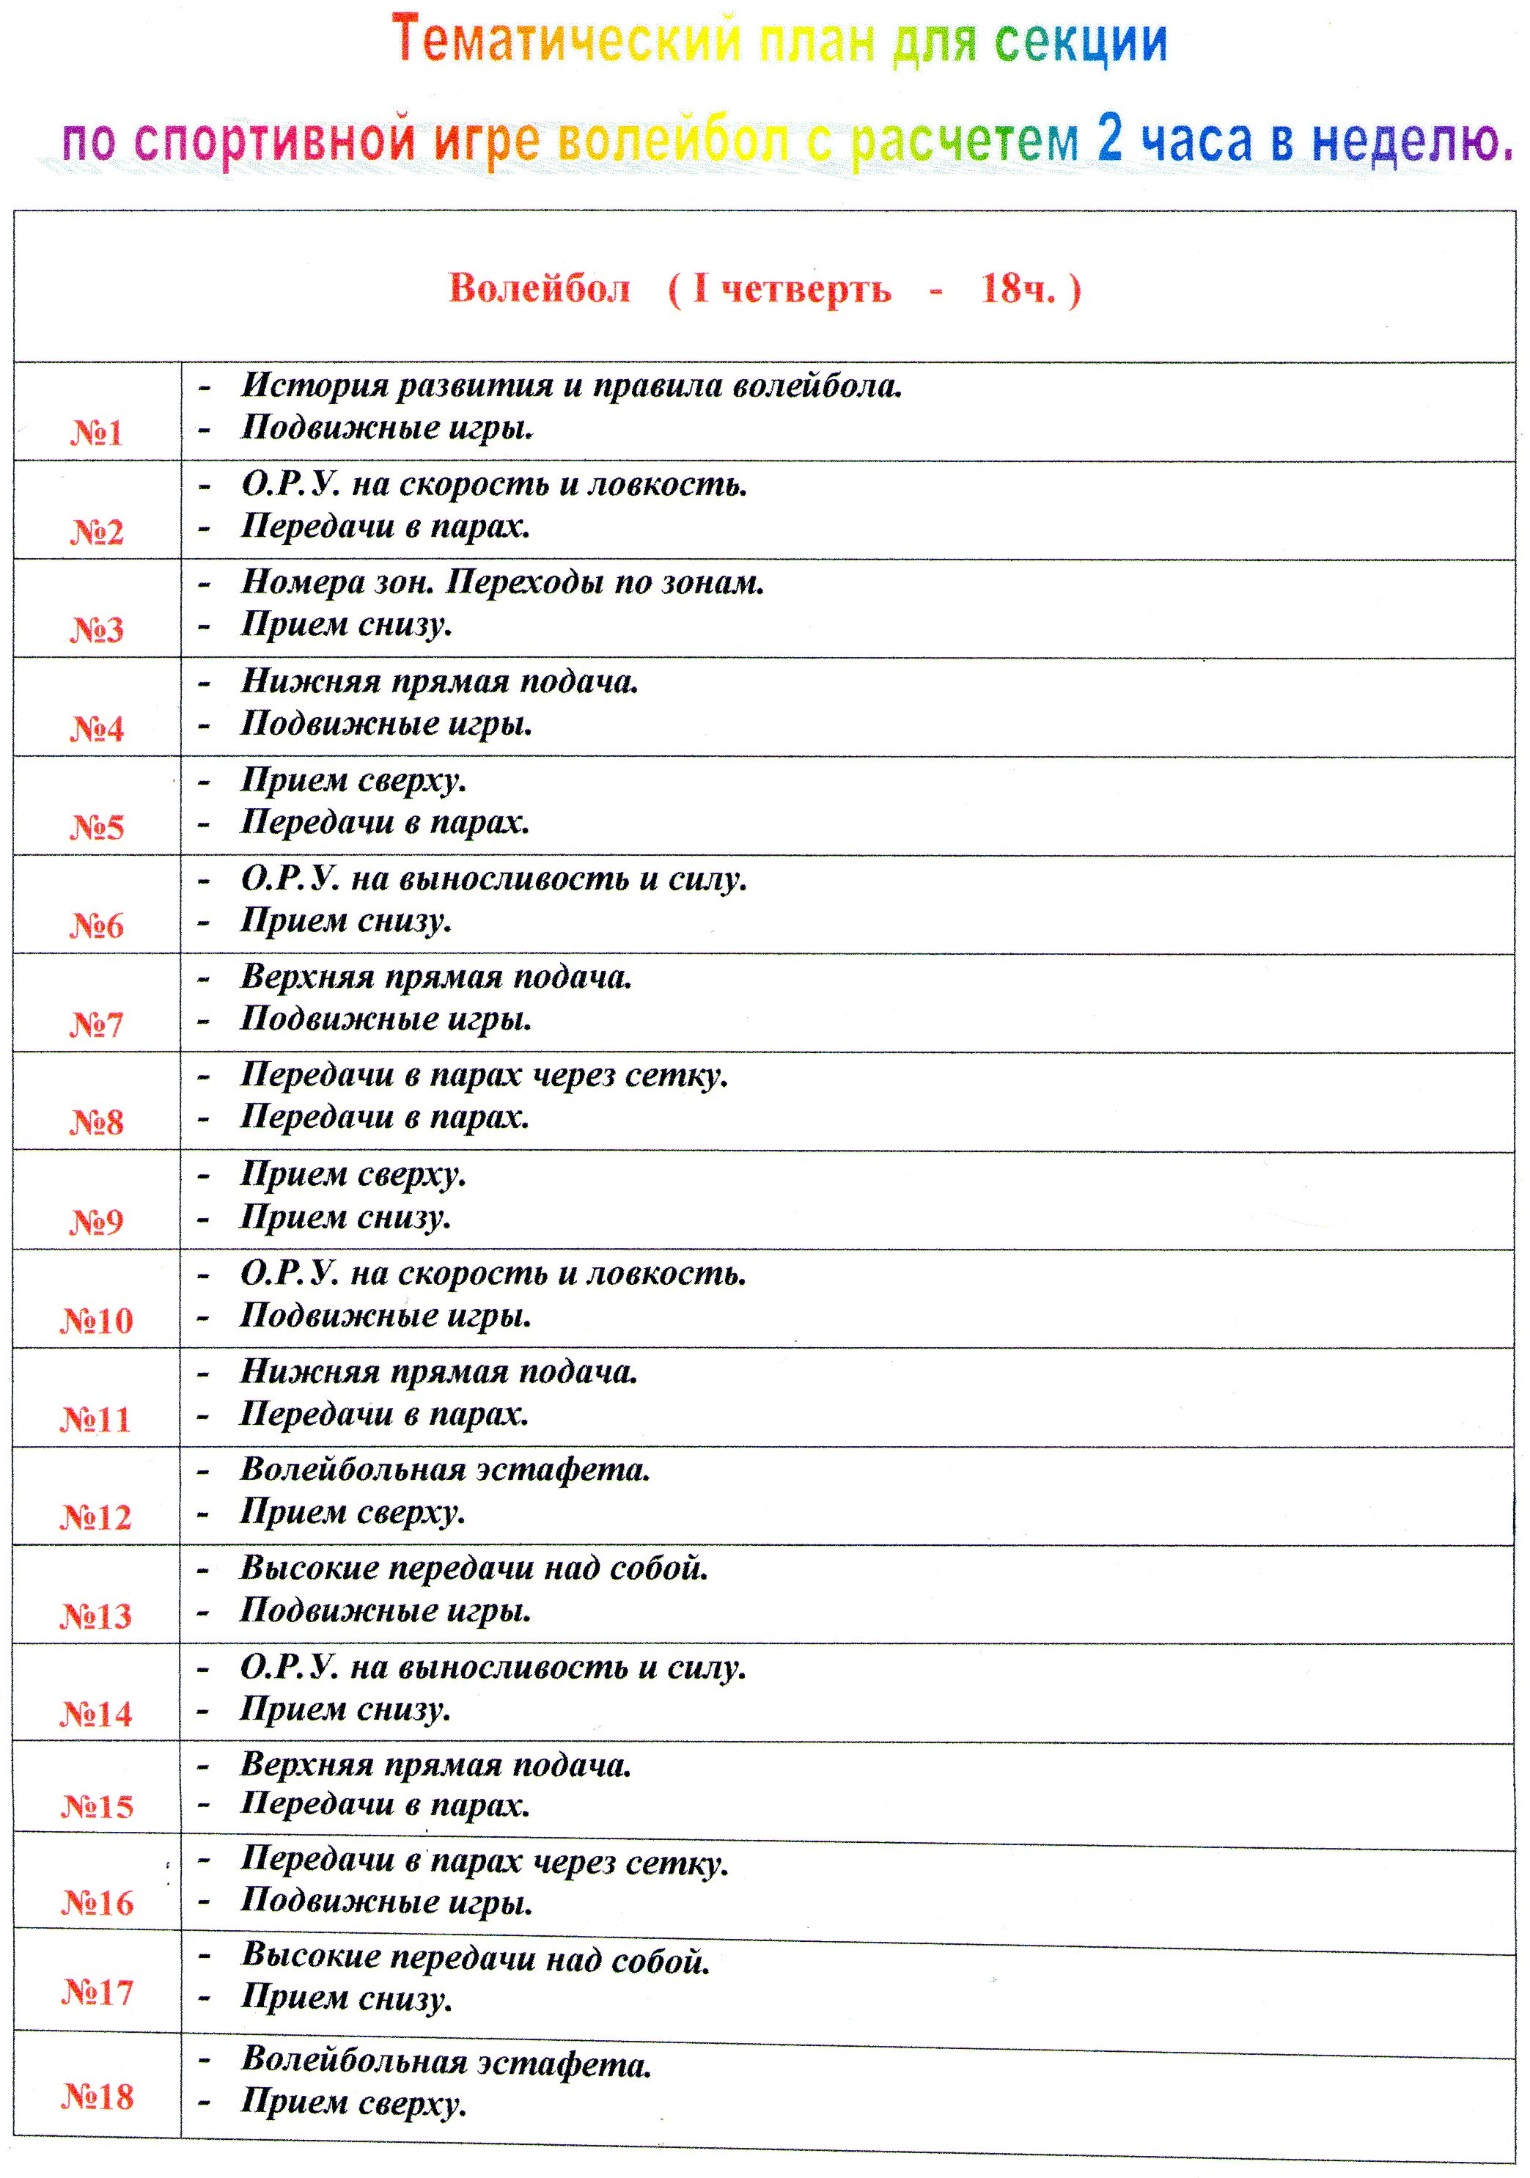 Тематический план для секции
по спортивной игре волейбол с расчетем 2 часа в неделю.
Волейбол ( I четверть - 18ч. )
№1
- История развития и правила волейбола.
- Подвижные игры.
№2
- О.Р.У. на скорость и ловкость.
- Передачи в парах.
№3
- Номера зон. Переходы по зонам.
- Прием снизу.
№4
- Нижняя прямая подача.
- Подвижные игры.
№5
- Прием сверху.
- Передачи в парах.
№6
- О.Р.У. на выносливость и силу.
- Прием снизу.
№7
- Верхняя прямая подача.
- Подвижные игры.
№8
- Передачи в парах через сетку.
- Передачи в парах.
№9
- Прием сверху.
- Прием снизу.
№10
- О.Р.У. на скорость и ловкость.
- Подвижные игры.
№11
- Нижняя прямая подача.
- Передачи в парах.
№12
- Волейбольная эстафета.
- Прием сверху.
№13
- Высокие передачи над собой.
- Подвижные игры.
№14
- О.Р.У. на выносливость и силу.
- Прием снизу.
№15
- Верхняя прямая подача.
- Передачи в парах.
№16
- Передачи в парах через сетку.
- Подвижные игры.
№17
- Высокие передачи над собой.
- Прием снизу.
№18
- Волейбольная эстафета.
- Прием сверху.